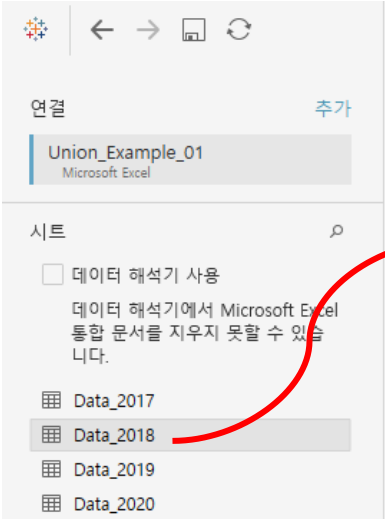 연결 추가
Union_Example_01
Microsoft Excel
시트
데이터 해석기 사용
데이터 해석기에서 Microsoft Excel
통합 문서를 지우지 못할 수 있습
니다.
Data_2017
Data_2018
Data_2019
Data_2020